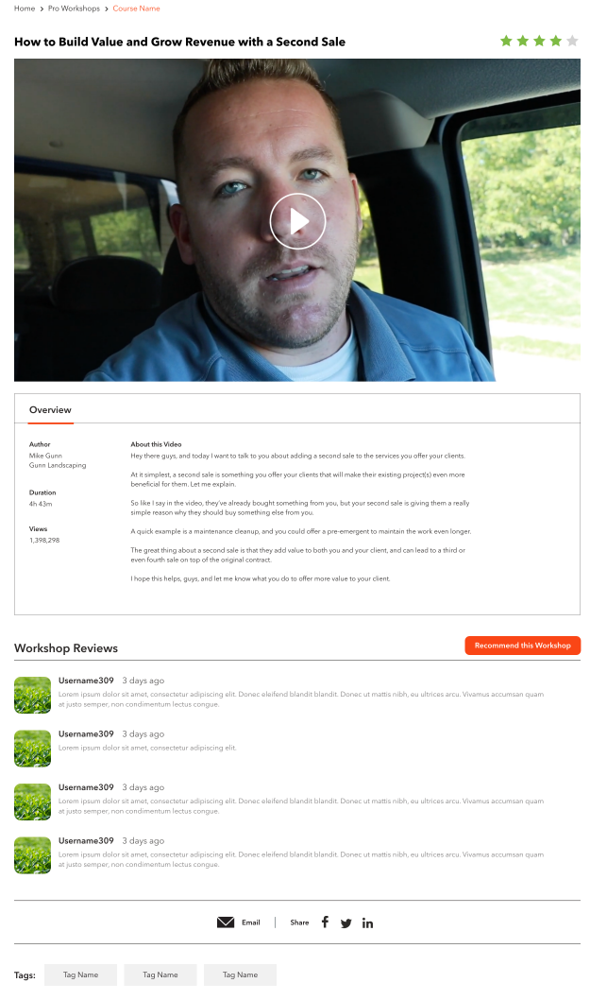 Home > Pro Workshops > Course Name
How to Build Value and Grow Revenue with a Second Sale
Overview
Author
Mike Gunn
Gunn Landscaping
Duration
4h 43m
Views
1,398,298
About this Video
Hey there guys, and today I want to talk to you about adding a second sale to the services you offer your clients.
At it simplest, a second sale is something you offer your clients that will make their existing project(s) even more
beneficial for them. Let me explain.
So like I say in the video, they've already bought something from you, but your second sale is giving them a really
simple reason why they should buy something else from you.
A quick example is a maintenance cleanup, and you could offer a pre-emergent to maintain the work even longer.
The great thing about a second sale is that they add value to both you and your client, and can lead to a third or
even fourth sale on top of the original contract.
I hope this helps, guys, and let me know what you do to offer more value to your client.
Workshop Reviews
Recommend this Workshop
Username309 3 days ago
Lorem ipsum dolor sit amet, consectetur adipiscing elit. Donec eleifend blandit blandit. Donec ut mattis nibh, eu ultrices arcu. Vivamus accumsan quam
at justo semper, non condimentum lectus congue.
Username309 3 days ago
Lorem ipsum dolor sit amet, consectetur adipiscing elit.
Username309 3 days ago
Lorem ipsum dolor sit amet, consectetur adipiscing elit. Donec eleifend blandit blandit. Donec ut mattis nibh, eu ultrices arcu. Vivamus accumsan quam
at justo semper, non condimentum lectus congue.
Username309 3 days ago
Lorem ipsum dolor sit amet, consectetur adipiscing elit. Donec eleifend blandit blandit. Donec ut mattis nibh, eu ultrices arcu. Vivamus accumsan quam
at justo semper, non condimentum lectus congue.
Email | Share f in
Tags: Tag Name Tag Name Tag Name